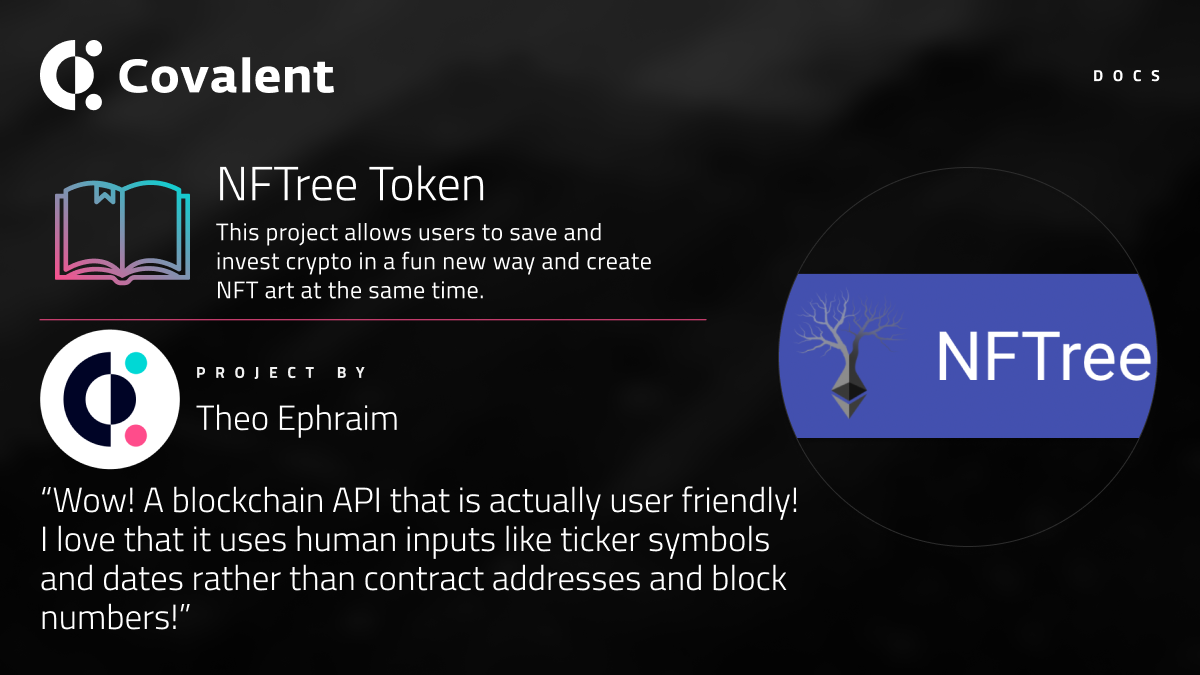 Covalent
DOCS
NFTree Token
This project allows users to save and
invest crypto in a fun new way and create
NFT art at the same time.
NFTree
PROJECT BY
Theo Ephraim
“Wow! A blockchain API that is actually user friendly!
I love that it uses human inputs like ticker symbols
and dates rather than contract addresses and block
numbers!”